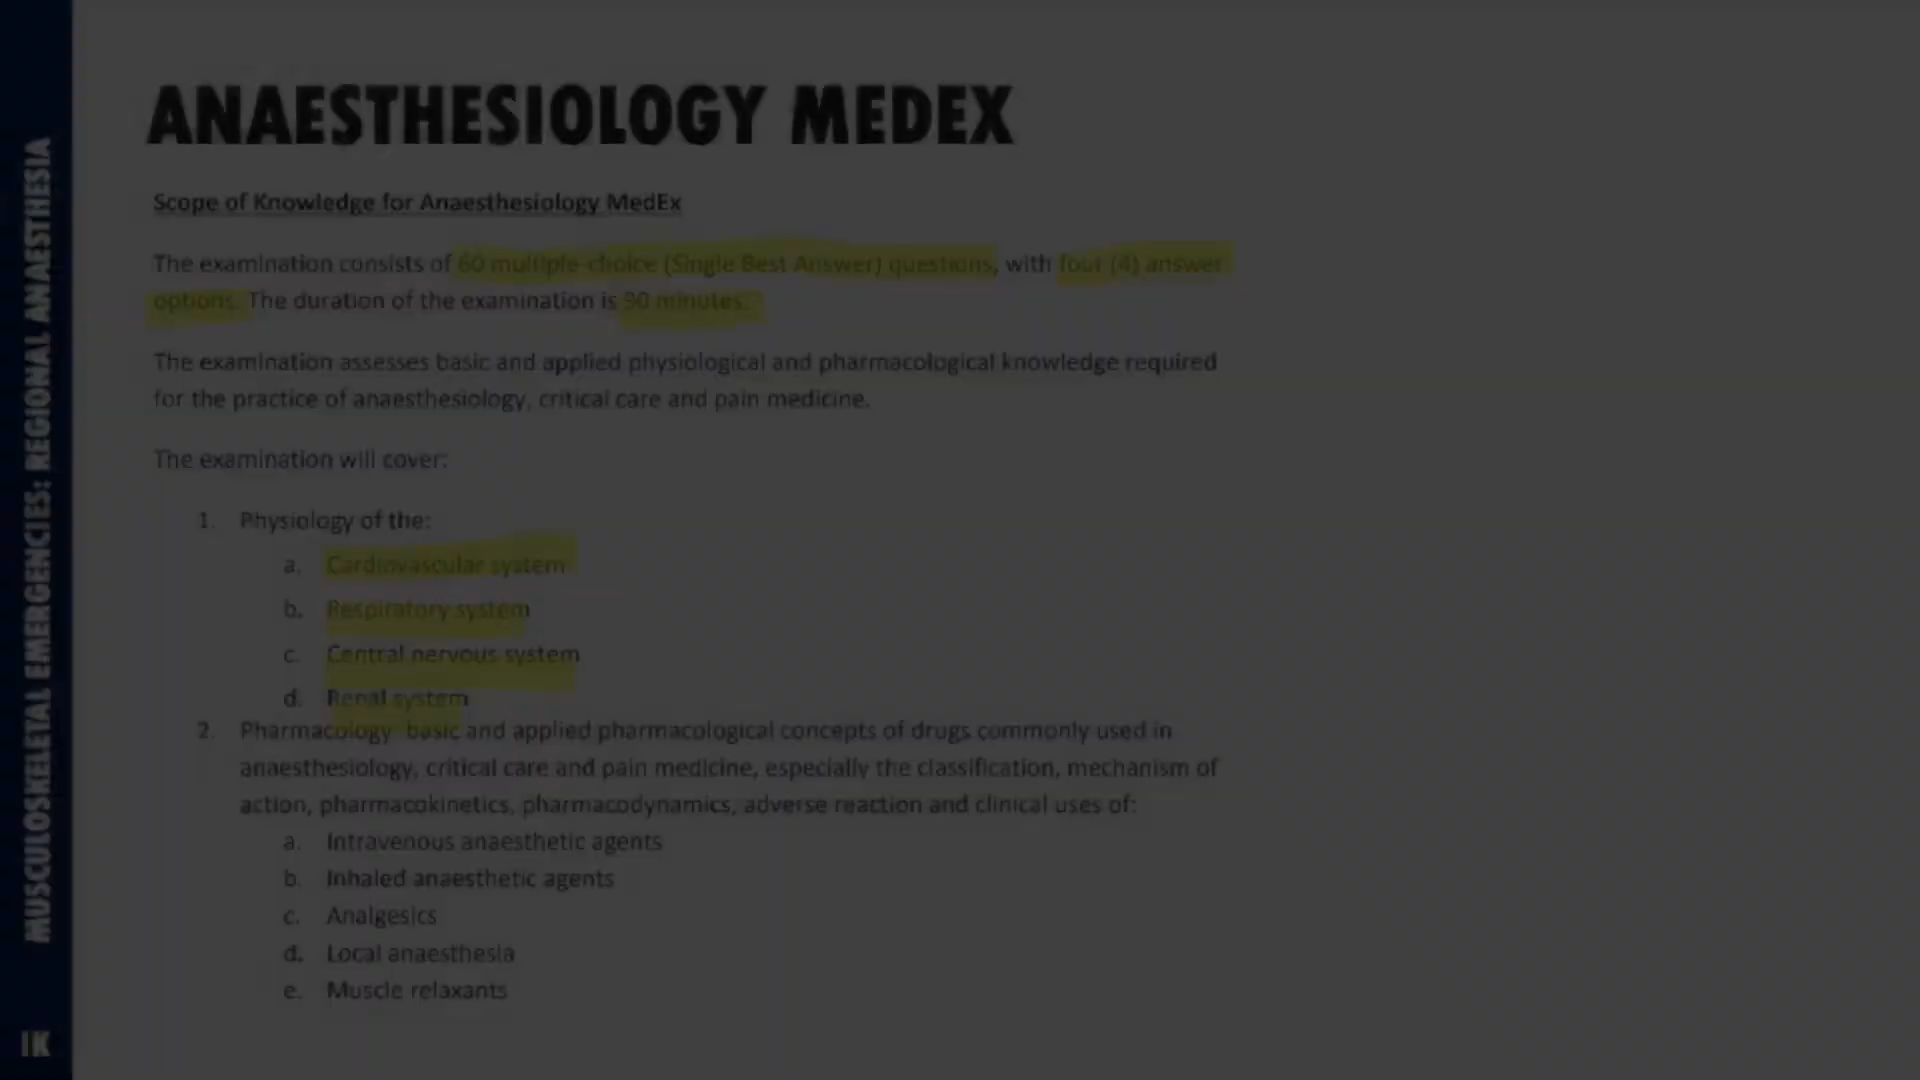 ANAESTHESIOLOGY MEDEX
Scope of Knowledge for Anaesthesiology MedEx
The examination consists of 60 multiple-choice (Single Best Answer) questions, with four (4) answer
options. The duration of the examination is 90 minutes.
The examination assesses basic and applied physiological and pharmacological knowledge required
for the practice of anaesthesiology, critical care and pain medicine.
The examination will cover:
1. Physiology of the:
a. Cardiovascular system
b. Respiratory system
c. Central nervous system
d. Renal system
2. Pharmacology: basic and applied pharmacological concepts of drugs commonly used in
anaesthesiology, critical care and pain medicine, especially the classification, mechanism of
action, pharmacokinetics, pharmacodynamics, adverse reaction and clinical uses of:
a. Intravenous anaesthetic agents
b. Inhaled anaesthetic agents
c. Analgesics
d. Local anaesthesia
e. Muscle relaxants
MUSCULOSKELETAL EMERGENCIES: REGIONAL ANAESTHESIA
IK